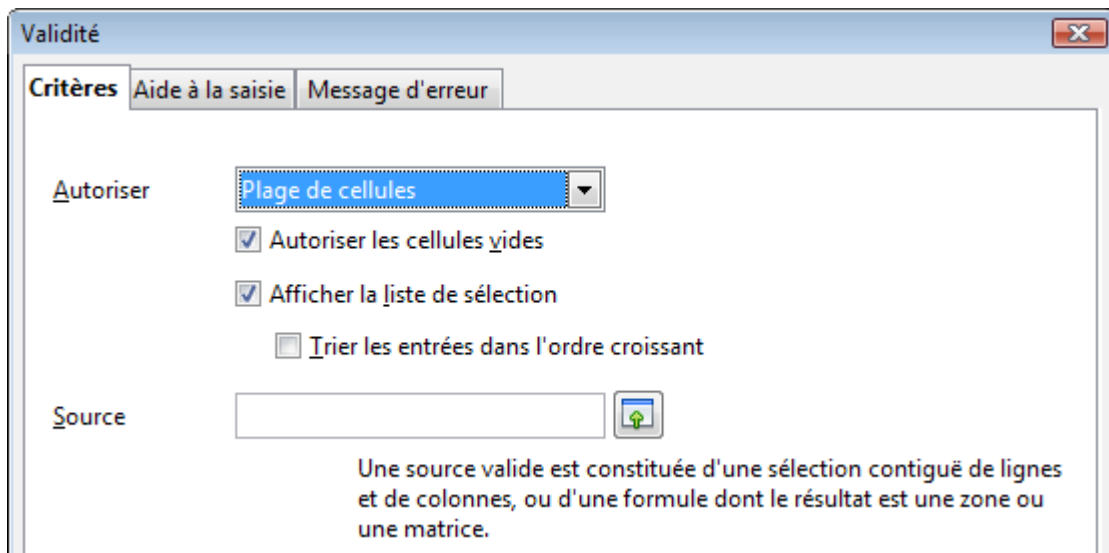 Validité
Critères Aide à la saisie Message d'erreur
Autoriser Plage de cellules
Autoriser les cellules vides
Afficher la liste de sélection
Trier les entrées dans l'ordre croissant
Source
Une source valide est constituée d'une sélection contiguë de lignes
et de colonnes, ou d'une formule dont le résultat est une zone ou
une matrice.